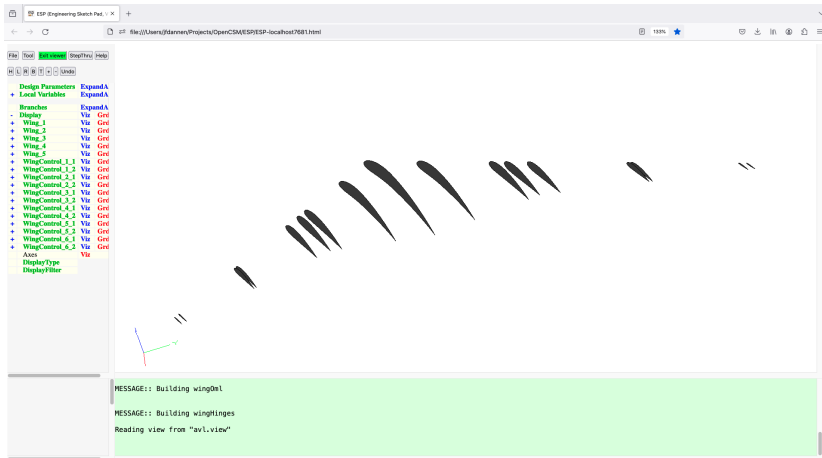 ESP (Engineering Sketch Pad, V
file:///Users/jfdannen/Projects/OpenCSM/ESP/ESP-localhost7681.html
133%
File Tool Exit viewer StepThru Help
H L R B T + - Undo
Design Parameters ExpandA
+ Local Variables ExpandA
Branches ExpandA
- Display Viz Grd
+ Wing_1 Viz Grd
+ Wing_2 Viz Grd
+ Wing_3 Viz Grd
+ Wing_4 Viz Grd
+ Wing_5 Viz Grd
+ WingControl_1_1 Viz Grd
+ WingControl_1_2 Viz Grd
+ WingControl_2_1 Viz Grd
+ WingControl_2_2 Viz Grd
+ WingControl_3_1 Viz Grd
+ WingControl_3_2 Viz Grd
+ WingControl_4_1 Viz Grd
+ WingControl_4_2 Viz Grd
+ WingControl_5_1 Viz Grd
+ WingControl_5_2 Viz Grd
+ WingControl_6_1 Viz Grd
+ WingControl_6_2 Viz Grd
Axes Viz
DisplayType
DisplayFilter
MESSAGE:: Building wingOml
MESSAGE:: Building wingHinges
Reading view from "avl.view"